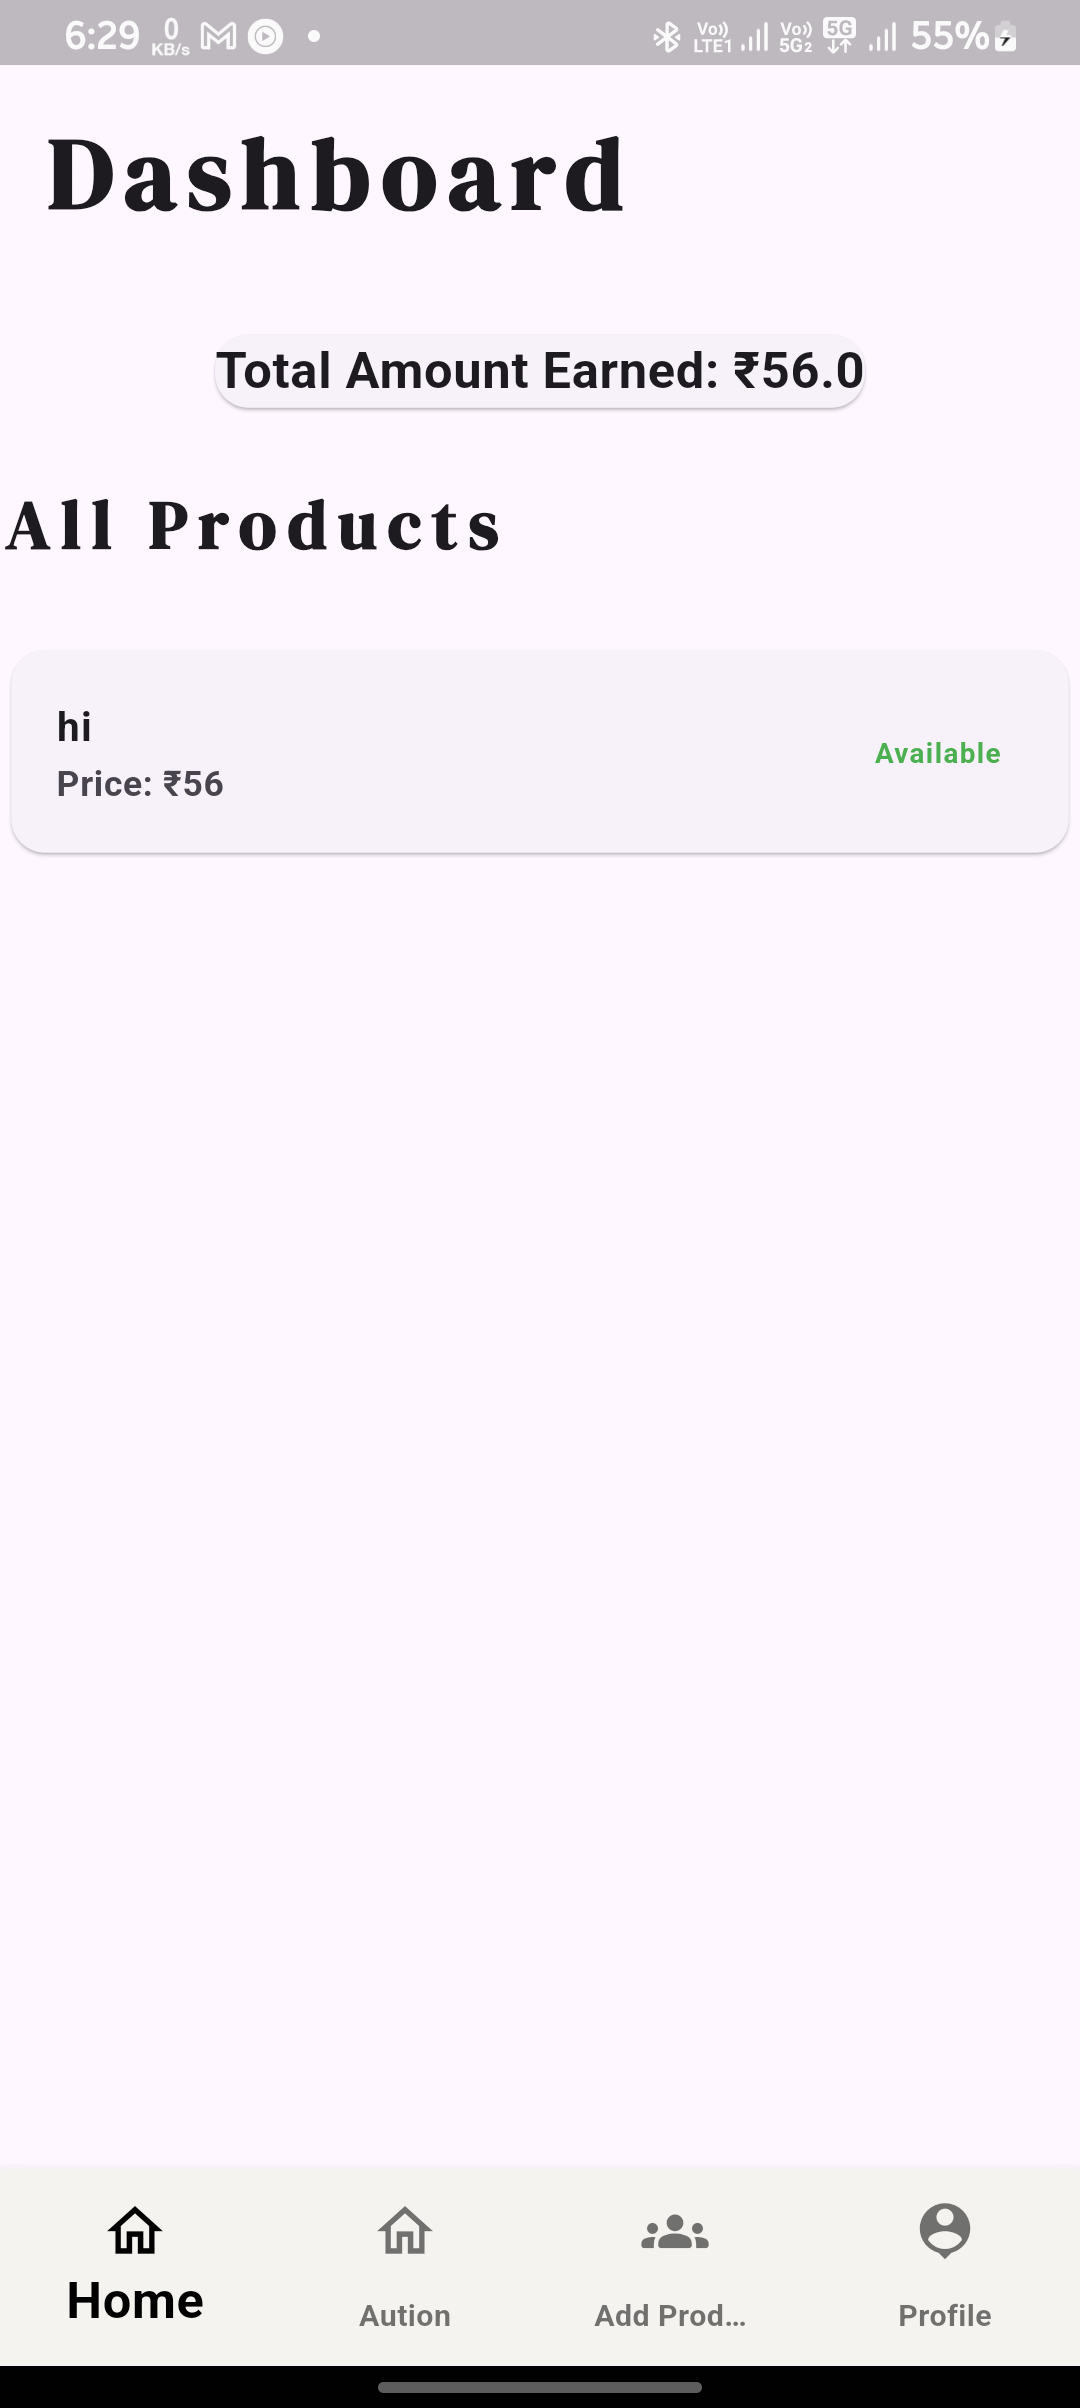 6:29 0 KB/s Vo)) LTE1 Vo)) 5G2 5G 55%
Dashboard
Total Amount Earned: ₹56.0
All Products
hi
Available
Price: ₹56
Home
Aution
Add Prod…
Profile